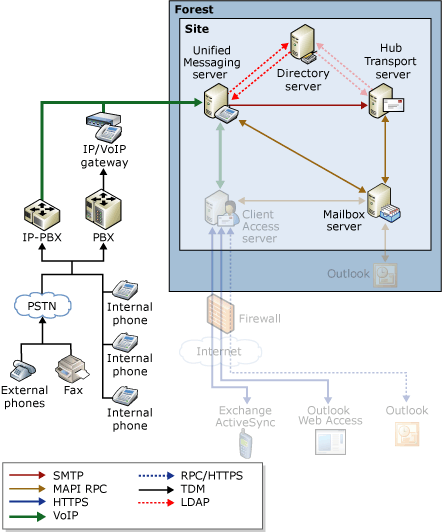 Forest
Site
Unified
Messaging
server
Directory
server
Hub
Transport
server
IP/VoIP
gateway
IP-PBX
PBX
Client
Access
server
Mailbox
server
Outlook
PSTN
Internal
phone
Internal
phone
Internal
phone
External
phones
Fax
Firewall
Internet
Exchange
ActiveSync
Outlook
Web Access
Outlook
SMTP
MAPI RPC
HTTPS
VoIP
RPC/HTTPS
TDM
LDAP